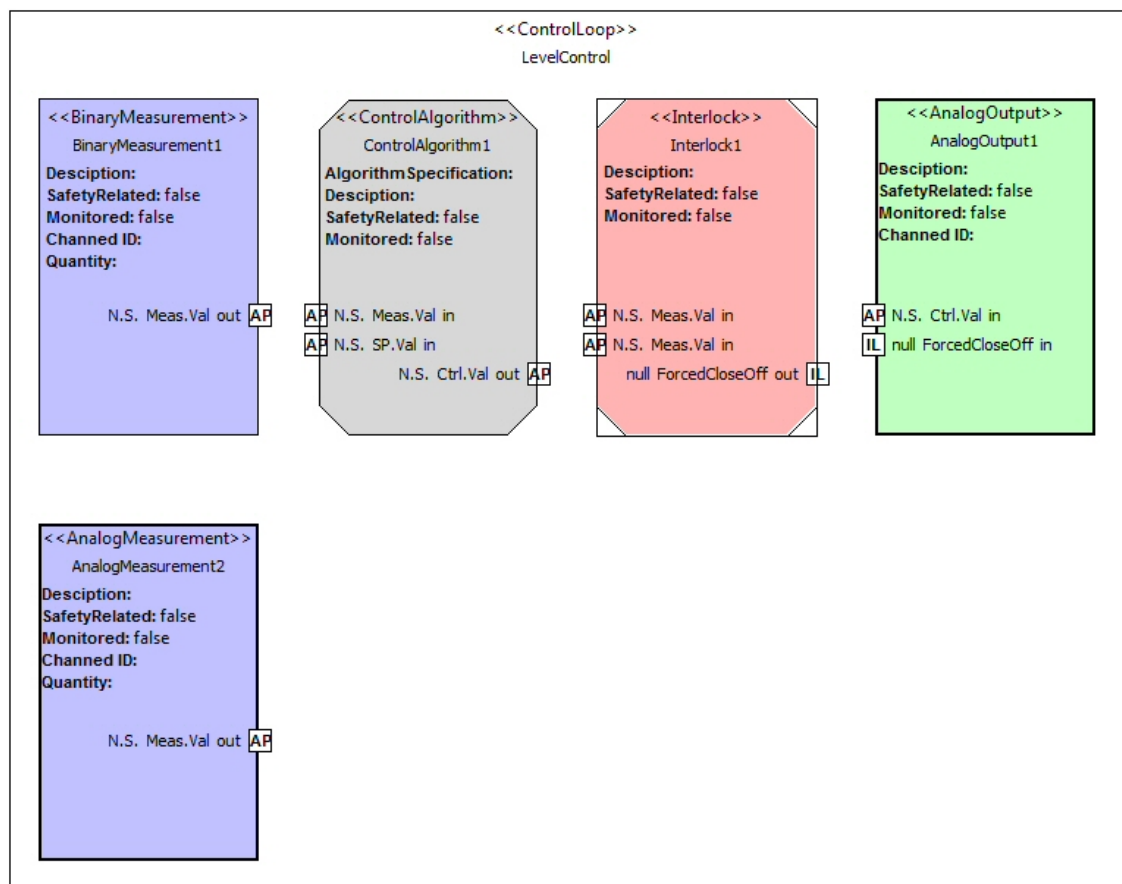 <<ControlLoop>>
LevelControl
<<BinaryMeasurement>>
BinaryMeasurement1
Desciption:
SafetyRelated: false
Monitored: false
Channed ID:
Quantity:
N.S. Meas.Val out AP
<<ControlAlgorithm>>
ControlAlgorithm1
AlgorithmSpecification:
Desciption:
SafetyRelated: false
Monitored: false
AP N.S. Meas.Val in
AP N.S. SP.Val in
N.S. Ctrl.Val out AP
<<Interlock>>
Interlock1
Desciption:
SafetyRelated: false
Monitored: false
AP N.S. Meas.Val in
AP N.S. Meas.Val in
null ForcedCloseOff out IL
<<AnalogOutput>>
AnalogOutput1
Desciption:
SafetyRelated: false
Monitored: false
Channed ID:
AP N.S. Ctrl.Val in
IL null ForcedCloseOff in
<<AnalogMeasurement>>
AnalogMeasurement2
Desciption:
SafetyRelated: false
Monitored: false
Channed ID:
Quantity:
N.S. Meas.Val out AP